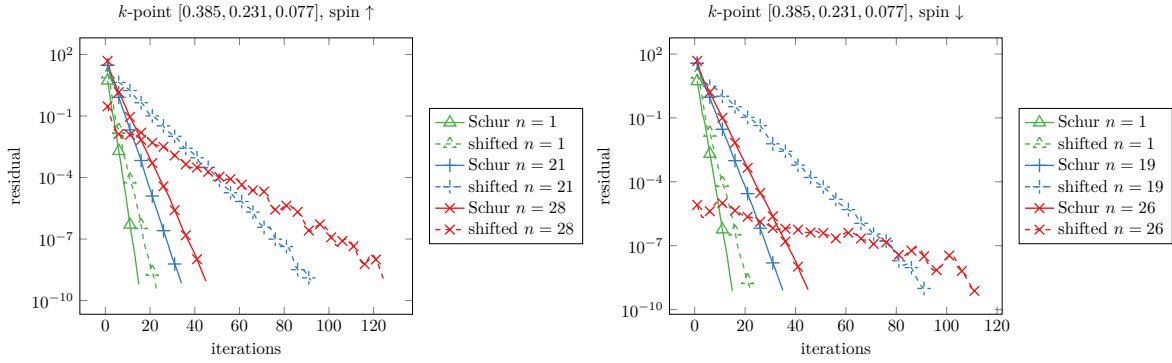 k-point [0.385, 0.231, 0.077], spin ↑
10^2
10^−1
10^−4
10^−7
10^−10
residual
0 20 40 60 80 100 120
iterations
Schur n = 1
shifted n = 1
Schur n = 21
shifted n = 21
Schur n = 28
shifted n = 28
k-point [0.385, 0.231, 0.077], spin ↓
10^2
10^−1
10^−4
10^−7
10^−10
residual
0 20 40 60 80 100 120
iterations
Schur n = 1
shifted n = 1
Schur n = 19
shifted n = 19
Schur n = 26
shifted n = 26